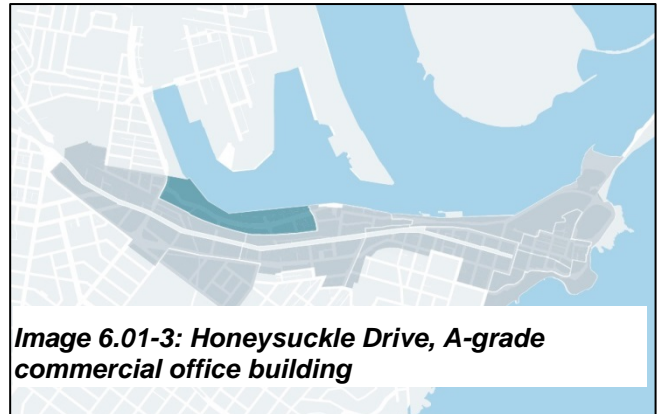 Image 6.01-3: Honeysuckle Drive, A-grade
commercial office building